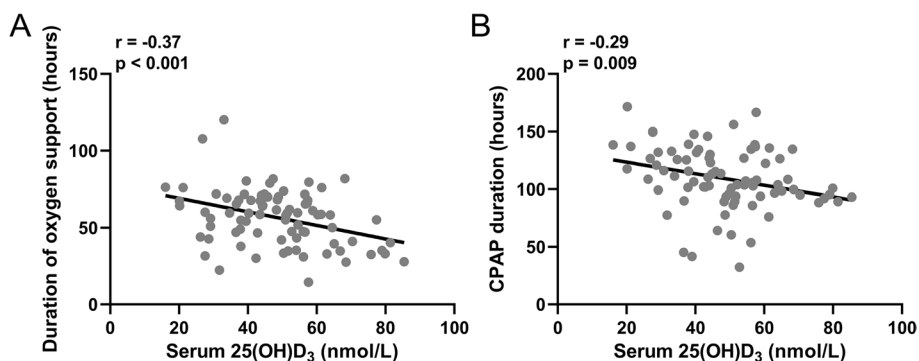 A
r = -0.37
p < 0.001
Duration of oxygen support (hours)
150
100
50
0
0 20 40 60 80 100
Serum 25(OH)D₃ (nmol/L)
B
r = -0.29
p = 0.009
CPAP duration (hours)
200
150
100
50
0
0 20 40 60 80 100
Serum 25(OH)D₃ (nmol/L)